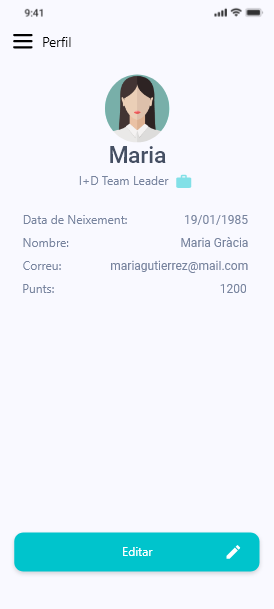 9:41
Perfil
Maria
I+D Team Leader
Data de Neixement: 19/01/1985
Nombre: Maria Gràcia
Correu: mariagutierrez@mail.com
Punts: 1200
Editar